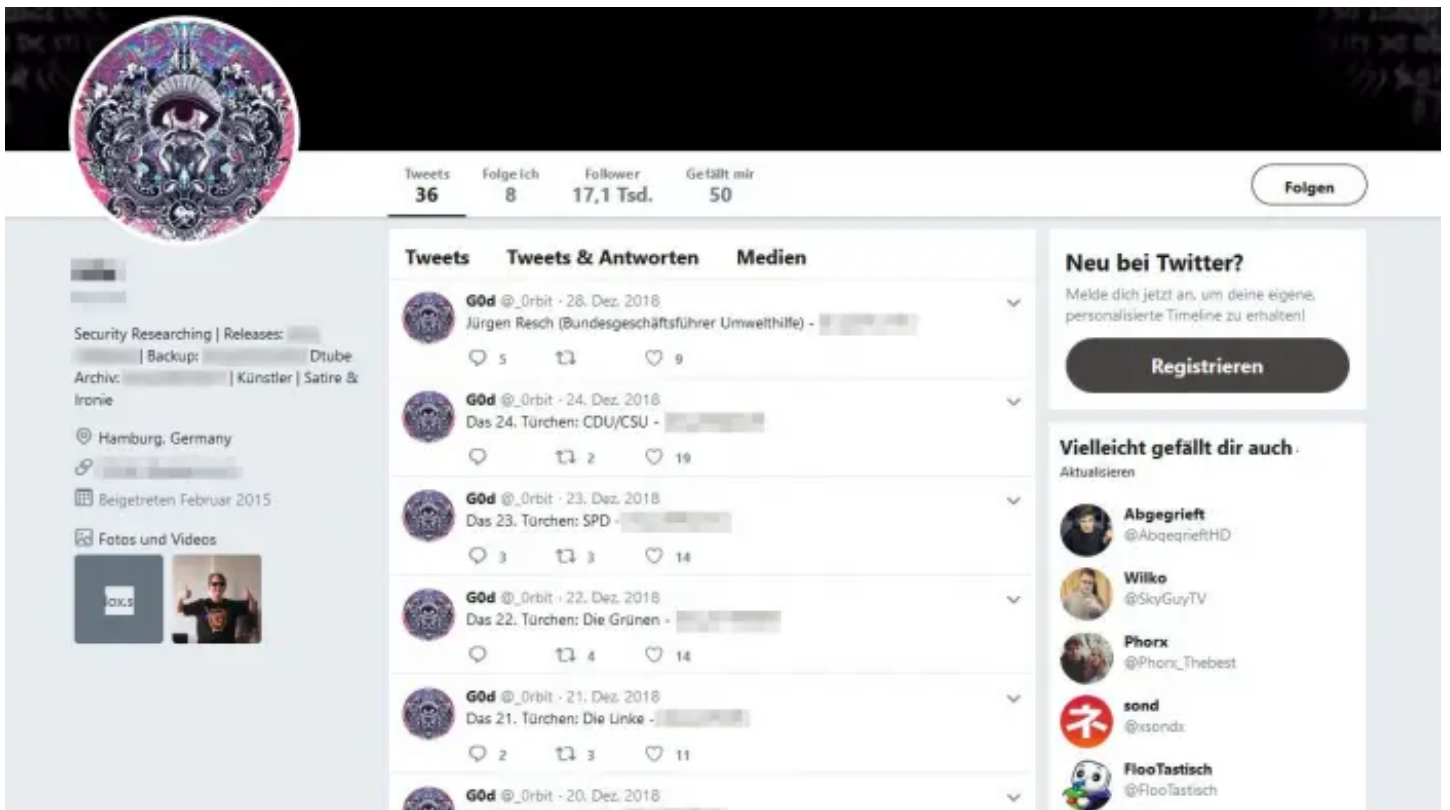 Tweets
36
Folge ich
8
Follower
17,1 Tsd.
Gefällt mir
50
Folgen
Security Researching | Releases:
| Backup: Dtube
Archiv: | Künstler | Satire &
Ironie
Hamburg, Germany
Beigetreten Februar 2015
Fotos und Videos
Tweets Tweets & Antworten Medien
G0d @_0rbit · 28. Dez. 2018
Jürgen Resch (Bundesgeschäftsführer Umwelthilfe) -
5 9
G0d @_0rbit · 24. Dez. 2018
Das 24. Türchen: CDU/CSU -
2 19
G0d @_0rbit · 23. Dez. 2018
Das 23. Türchen: SPD -
3 3 14
G0d @_0rbit · 22. Dez. 2018
Das 22. Türchen: Die Grünen -
4 14
G0d @_0rbit · 21. Dez. 2018
Das 21. Türchen: Die Linke -
2 3 11
G0d @_0rbit · 20. Dez. 2018
Neu bei Twitter?
Melde dich jetzt an, um deine eigene,
personalisierte Timeline zu erhalten!
Registrieren
Vielleicht gefällt dir auch ·
Aktualisieren
Abgegrieft
@AbgegrieftHD
Wilko
@SkyGuyTV
Phorx
@Phorx_Thebest
sond
@xsondx
FlooTastisch
@FlooTastisch